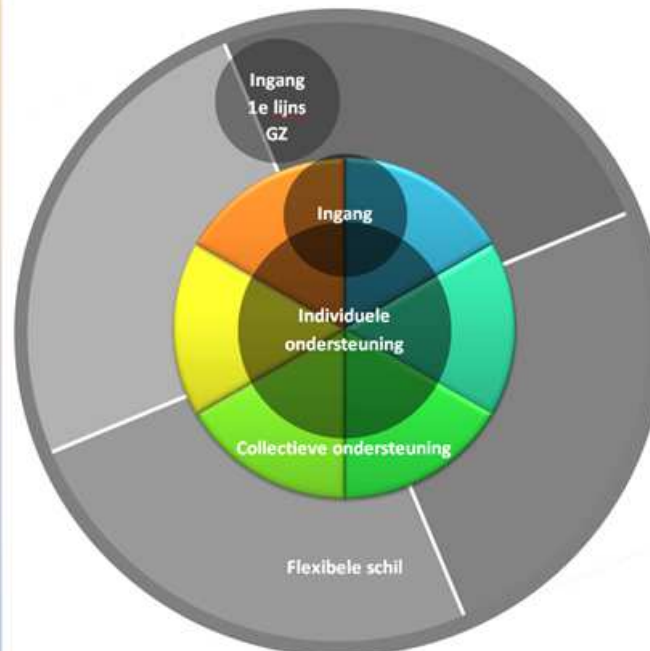 Ingang
1e lijns
GZ
Ingang
Individuele
ondersteuning
Collectieve ondersteuning
Flexibele schil